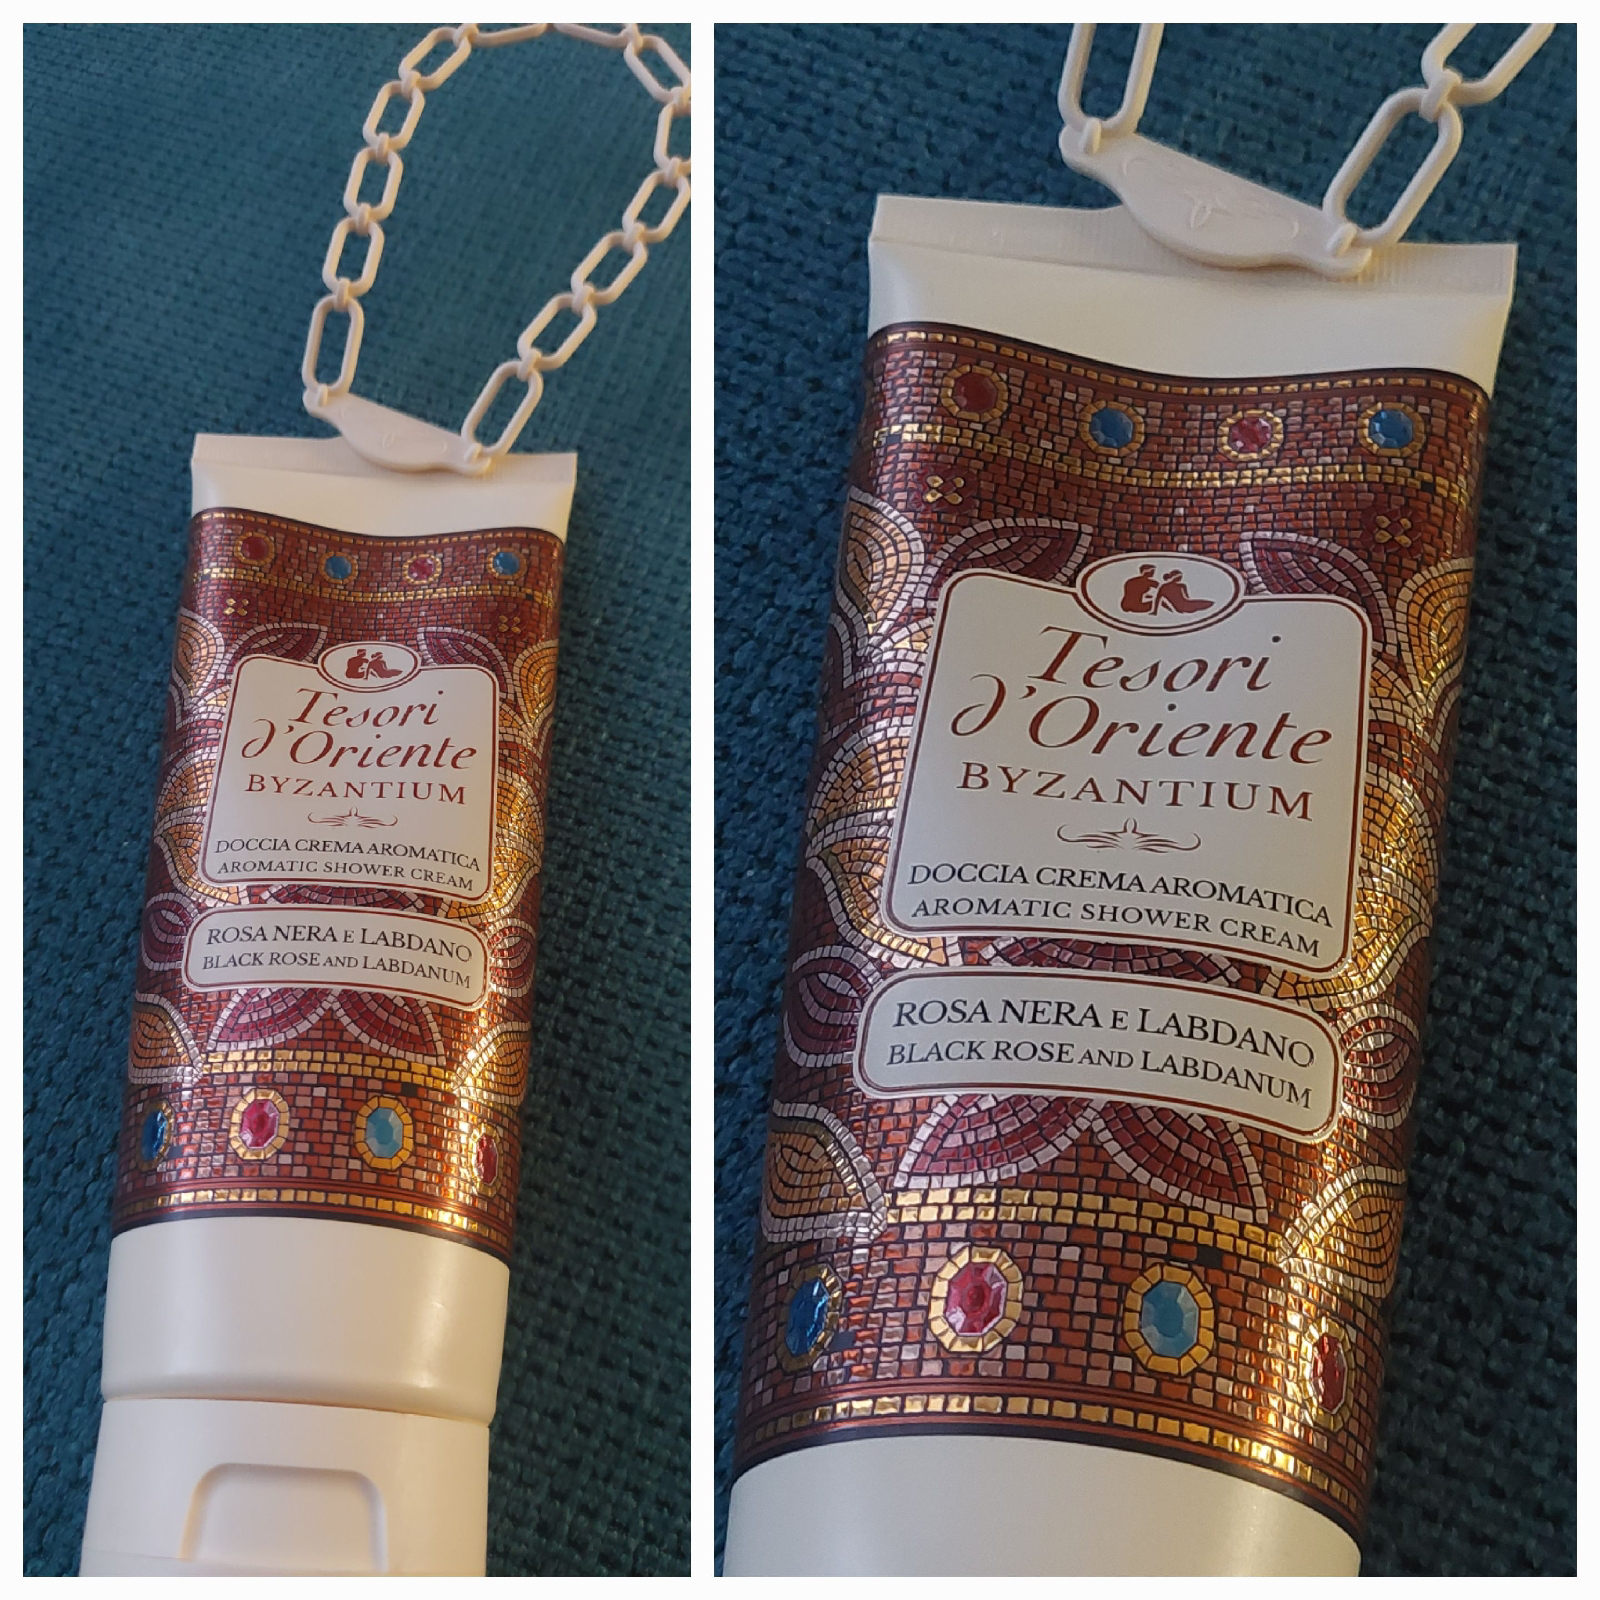 Tesori
d'Oriente
BYZANTIUM
DOCCIA CREMA AROMATICA
AROMATIC SHOWER CREAM
ROSA NERA E LABDANO
BLACK ROSE AND LABDANUM
Tesori
d'Oriente
BYZANTIUM
DOCCIA CREMA AROMATICA
AROMATIC SHOWER CREAM
ROSA NERA E LABDANO
BLACK ROSE AND LABDANUM